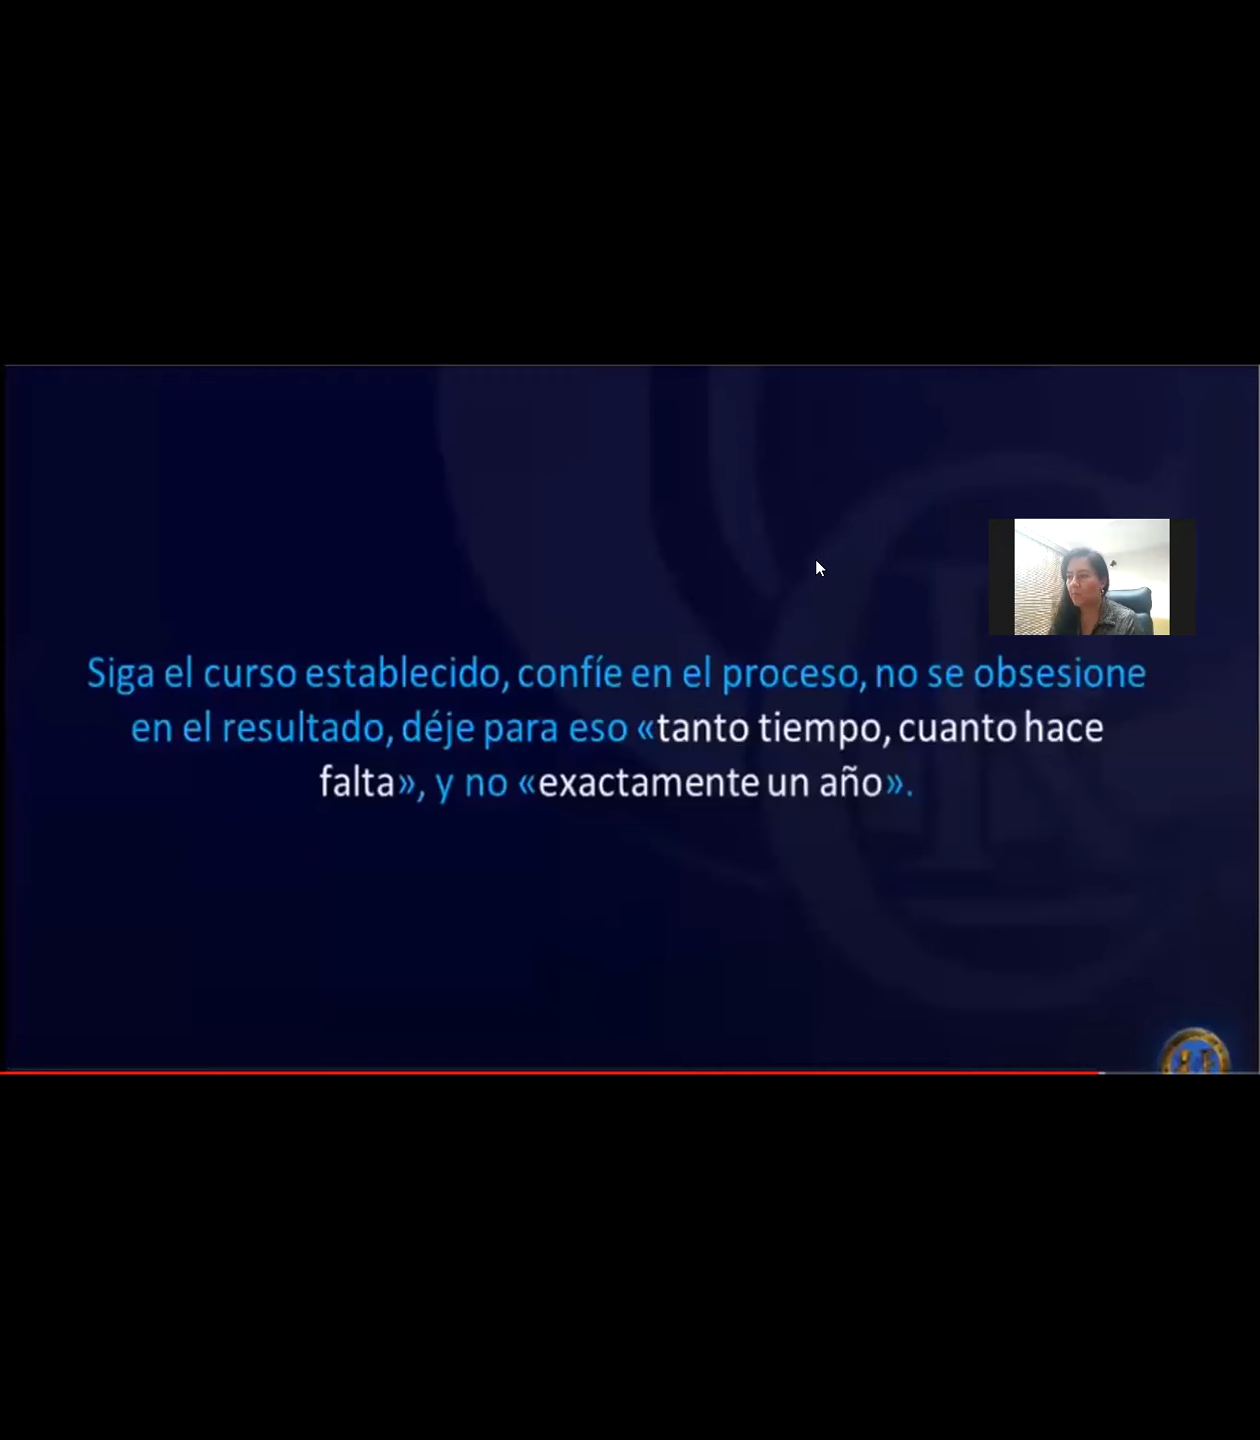 Siga el curso establecido, confíe en el proceso, no se obsesione
en el resultado, déje para eso «tanto tiempo, cuanto hace
falta», y no «exactamente un año».